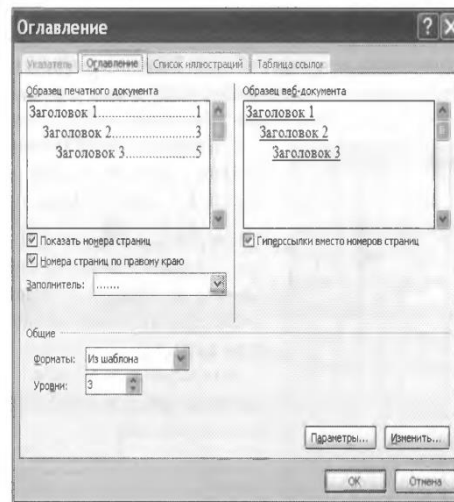 Оглавление
Указатель Оглавление Список иллюстраций Таблица ссылок
Образец печатного документа
Заголовок 1..................1
Заголовок 2.................3
Заголовок 3...............5
Образец веб-документа
Заголовок 1
Заголовок 2
Заголовок 3
Показать номера страниц
Номера страниц по правому краю
Заполнитель: .......
Гиперссылки вместо номеров страниц
Общие
Форматы: Из шаблона
Уровни: 3
Параметры... Изменить...
ОК Отмена